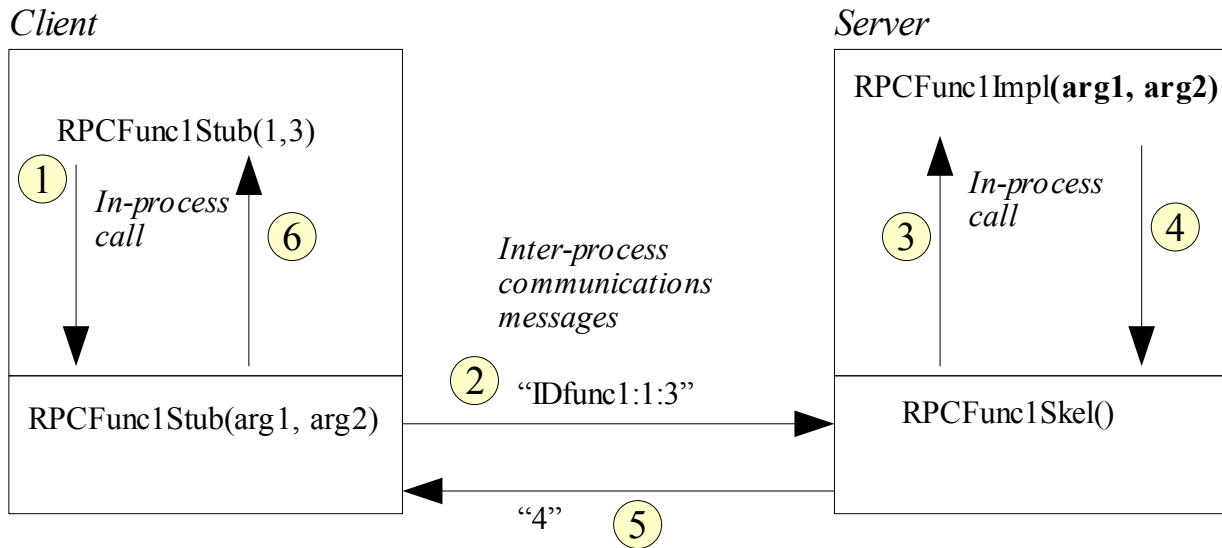 Client
Server
RPCFunc1Impl(arg1, arg2)
RPCFunc1Stub(1,3)
1
In-process
call
6
Inter-process
communications
messages
3
In-process
call
4
2
“IDfunc1:1:3”
RPCFunc1Stub(arg1, arg2)
RPCFunc1Skel()
“4”
5